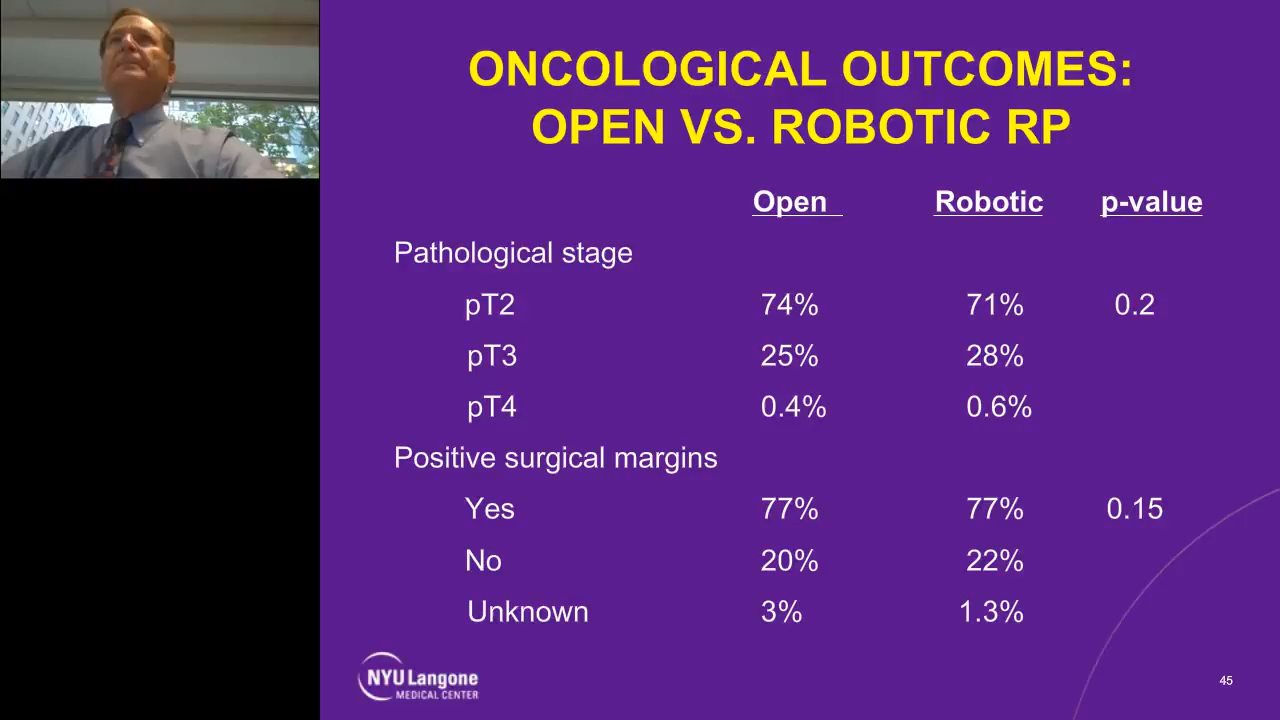 ONCOLOGICAL OUTCOMES:
OPEN VS. ROBOTIC RP
Open Robotic p-value
Pathological stage
pT2 74% 71% 0.2
pT3 25% 28%
pT4 0.4% 0.6%
Positive surgical margins
Yes 77% 77% 0.15
No 20% 22%
Unknown 3% 1.3%
NYU Langone
MEDICAL CENTER
45